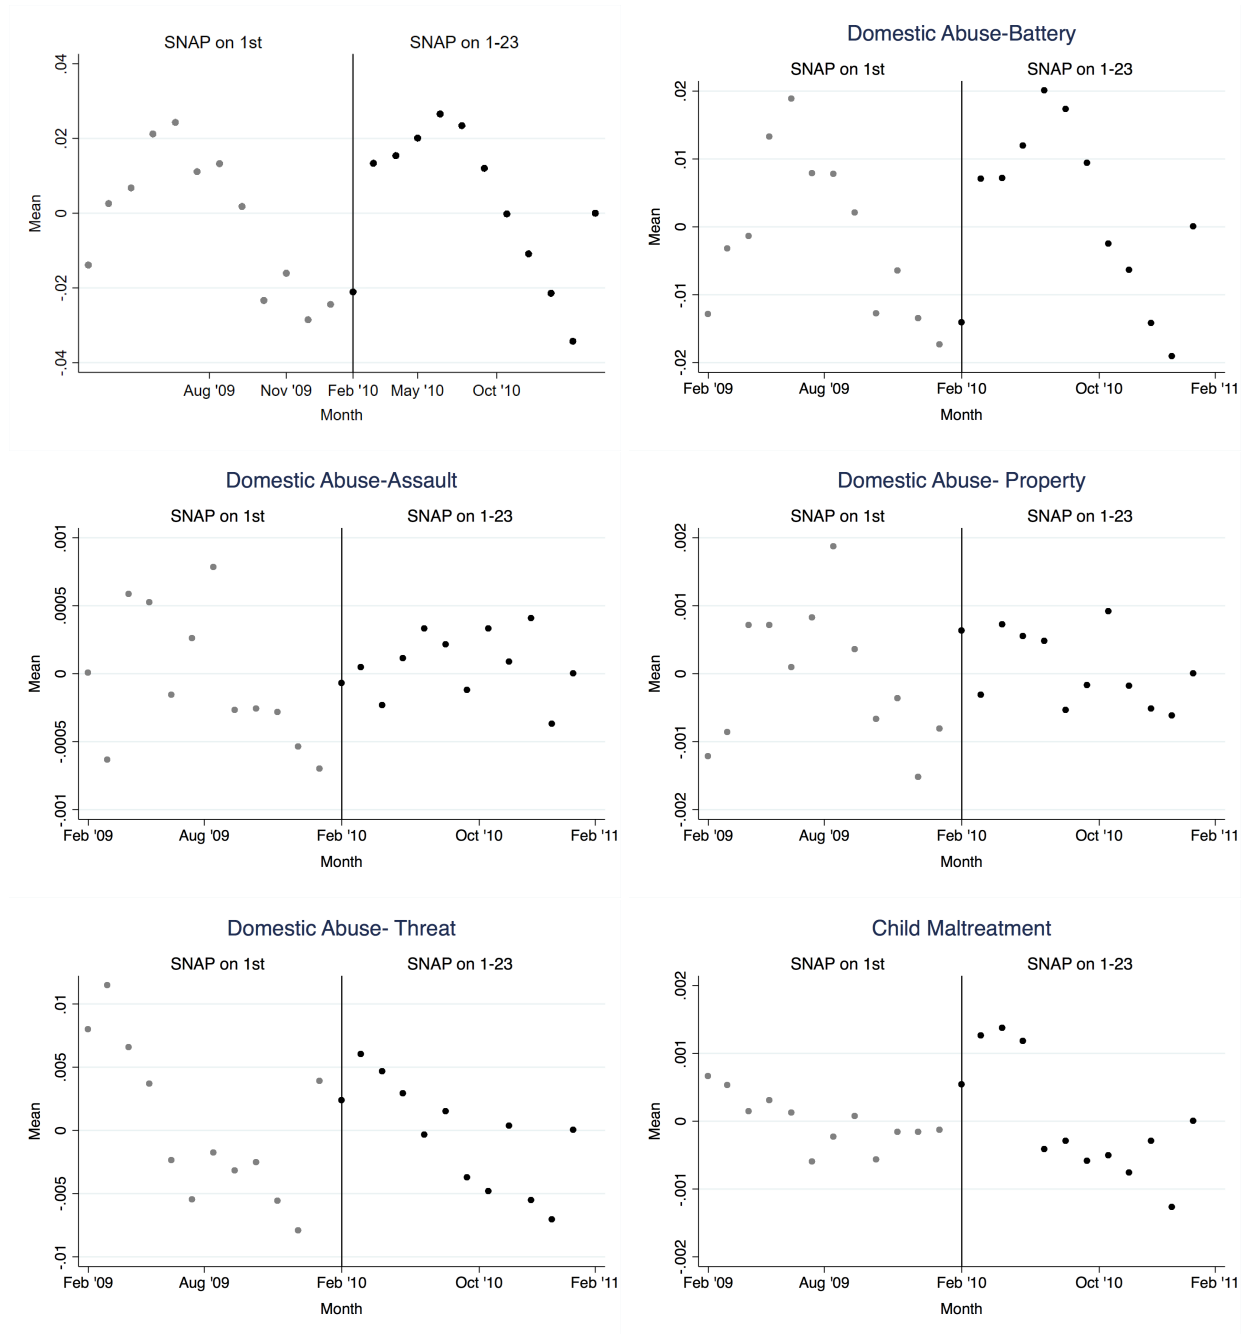 SNAP on 1st SNAP on 1-23
.04
.02
0
-.02
-.04
Mean
Aug '09 Nov '09 Feb '10 May '10 Oct '10
Month
Domestic Abuse-Battery
SNAP on 1st SNAP on 1-23
.02
.01
0
-.01
-.02
Mean
Feb '09 Aug '09 Feb '10 Oct '10 Feb '11
Month
Domestic Abuse-Assault
SNAP on 1st SNAP on 1-23
.001
.0005
0
-.0005
-.001
Mean
Feb '09 Aug '09 Feb '10 Oct '10 Feb '11
Month
Domestic Abuse- Property
SNAP on 1st SNAP on 1-23
.002
.001
0
-.001
-.002
Mean
Feb '09 Aug '09 Feb '10 Oct '10 Feb '11
Month
Domestic Abuse- Threat
SNAP on 1st SNAP on 1-23
.01
.0005
0
-.005
-.01
Mean
Feb '09 Aug '09 Feb '10 Oct '10 Feb '11
Month
Child Maltreatment
SNAP on 1st SNAP on 1-23
.002
.001
0
-.001
-.002
Mean
Feb '09 Aug '09 Feb '10 Oct '10 Feb '11
Month